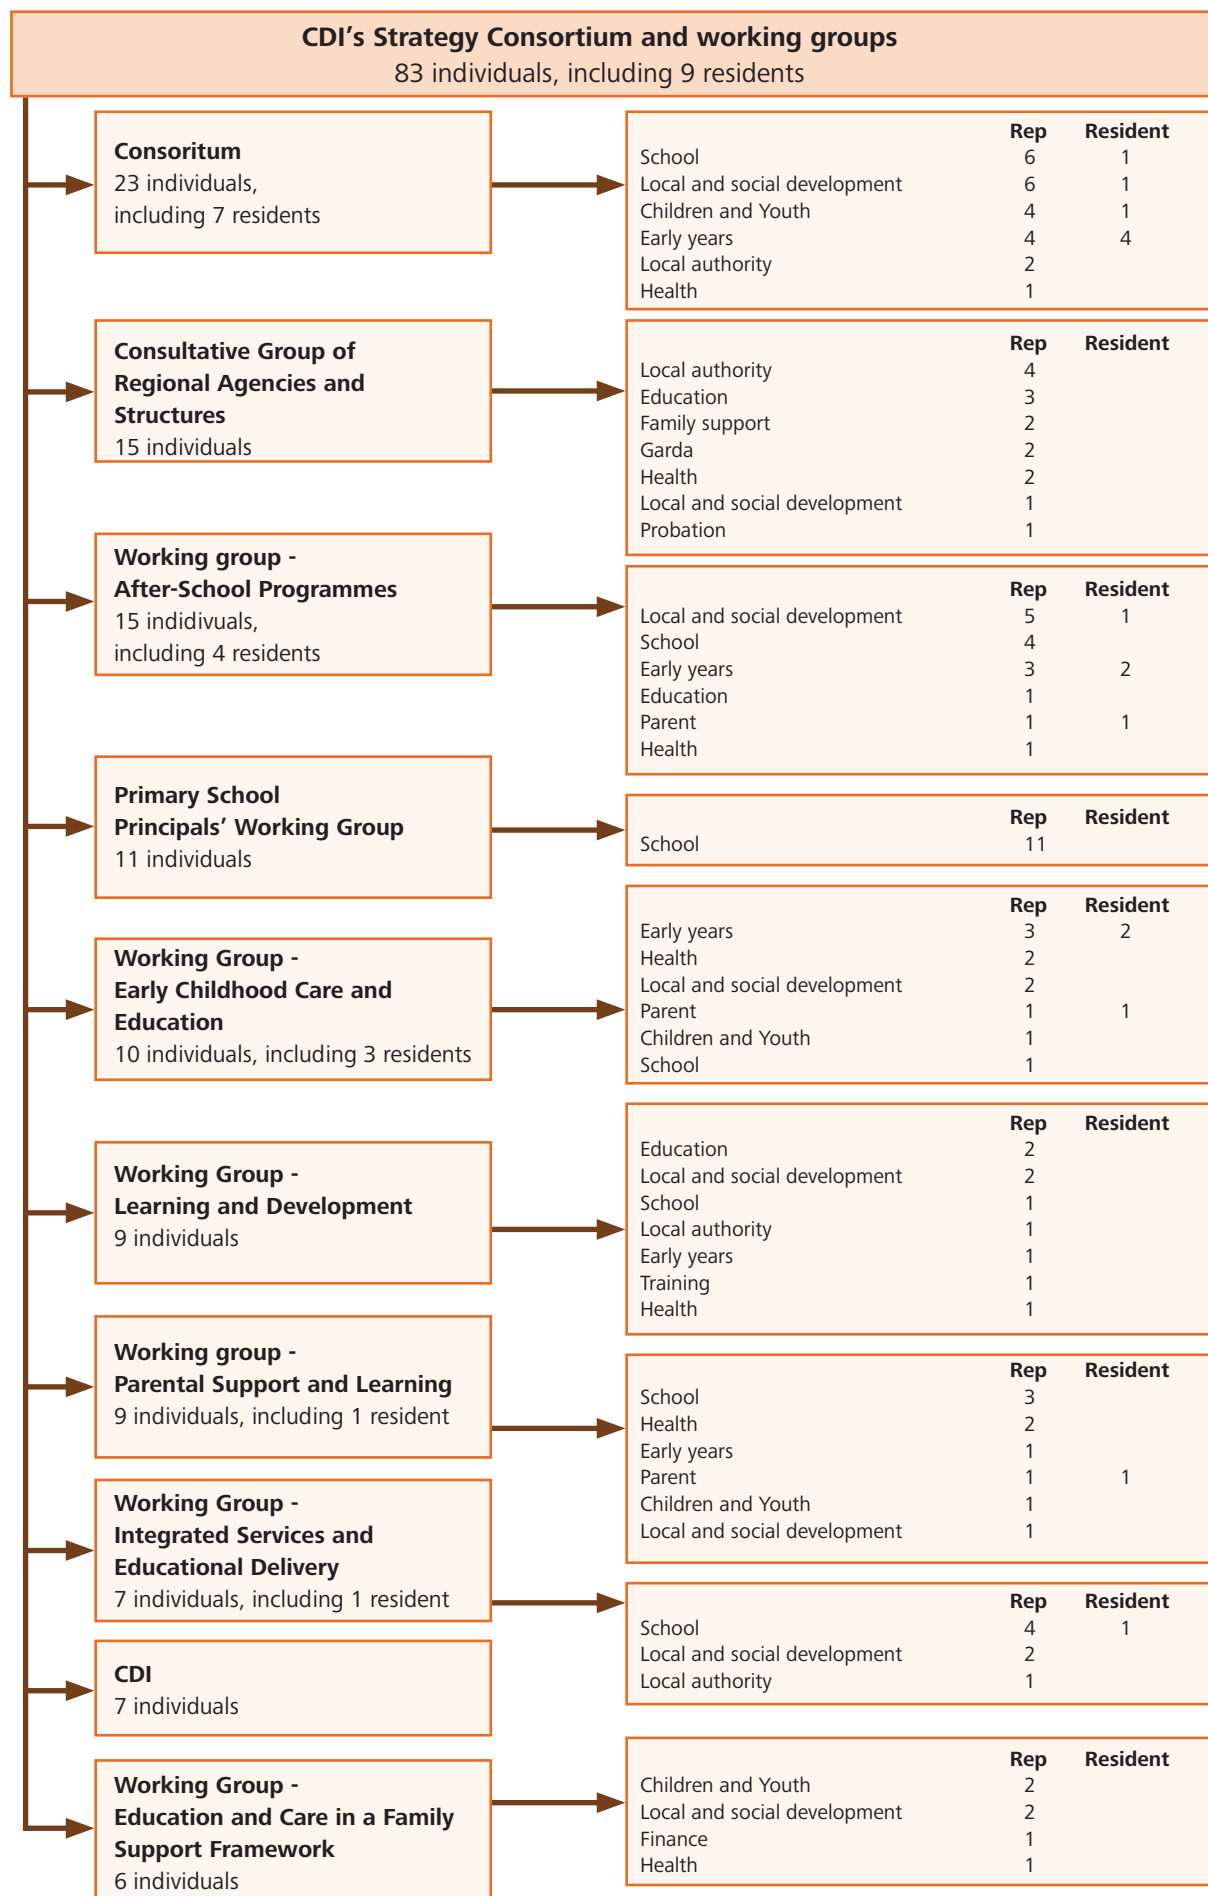 CDI’s Strategy Consortium and working groups
83 individuals, including 9 residents
Consoritum
23 individuals,
including 7 residents
Rep Resident
School 6 1
Local and social development 6 1
Children and Youth 4 1
Early years 4 4
Local authority 2
Health 1
Consultative Group of
Regional Agencies and
Structures
15 individuals
Rep Resident
Local authority 4
Education 3
Family support 2
Garda 2
Health 2
Local and social development 1
Probation 1
Working group -
After-School Programmes
15 indidivuals,
including 4 residents
Rep Resident
Local and social development 5 1
School 4
Early years 3 2
Education 1
Parent 1 1
Health 1
Primary School
Principals’ Working Group
11 individuals
Rep Resident
School 11
Working Group -
Early Childhood Care and
Education
10 individuals, including 3 residents
Rep Resident
Early years 3 2
Health 2
Local and social development 2
Parent 1 1
Children and Youth 1
School 1
Working Group -
Learning and Development
9 individuals
Rep Resident
Education 2
Local and social development 2
School 1
Local authority 1
Early years 1
Training 1
Health 1
Working group -
Parental Support and Learning
9 individuals, including 1 resident
Rep Resident
School 3
Health 2
Early years 1
Parent 1 1
Children and Youth 1
Local and social development 1
Working Group -
Integrated Services and
Educational Delivery
7 individuals, including 1 resident
Rep Resident
School 4 1
Local and social development 2
Local authority 1
CDI
7 individuals
Working Group -
Education and Care in a Family
Support Framework
6 individuals
Rep Resident
Children and Youth 2
Local and social development 2
Finance 1
Health 1